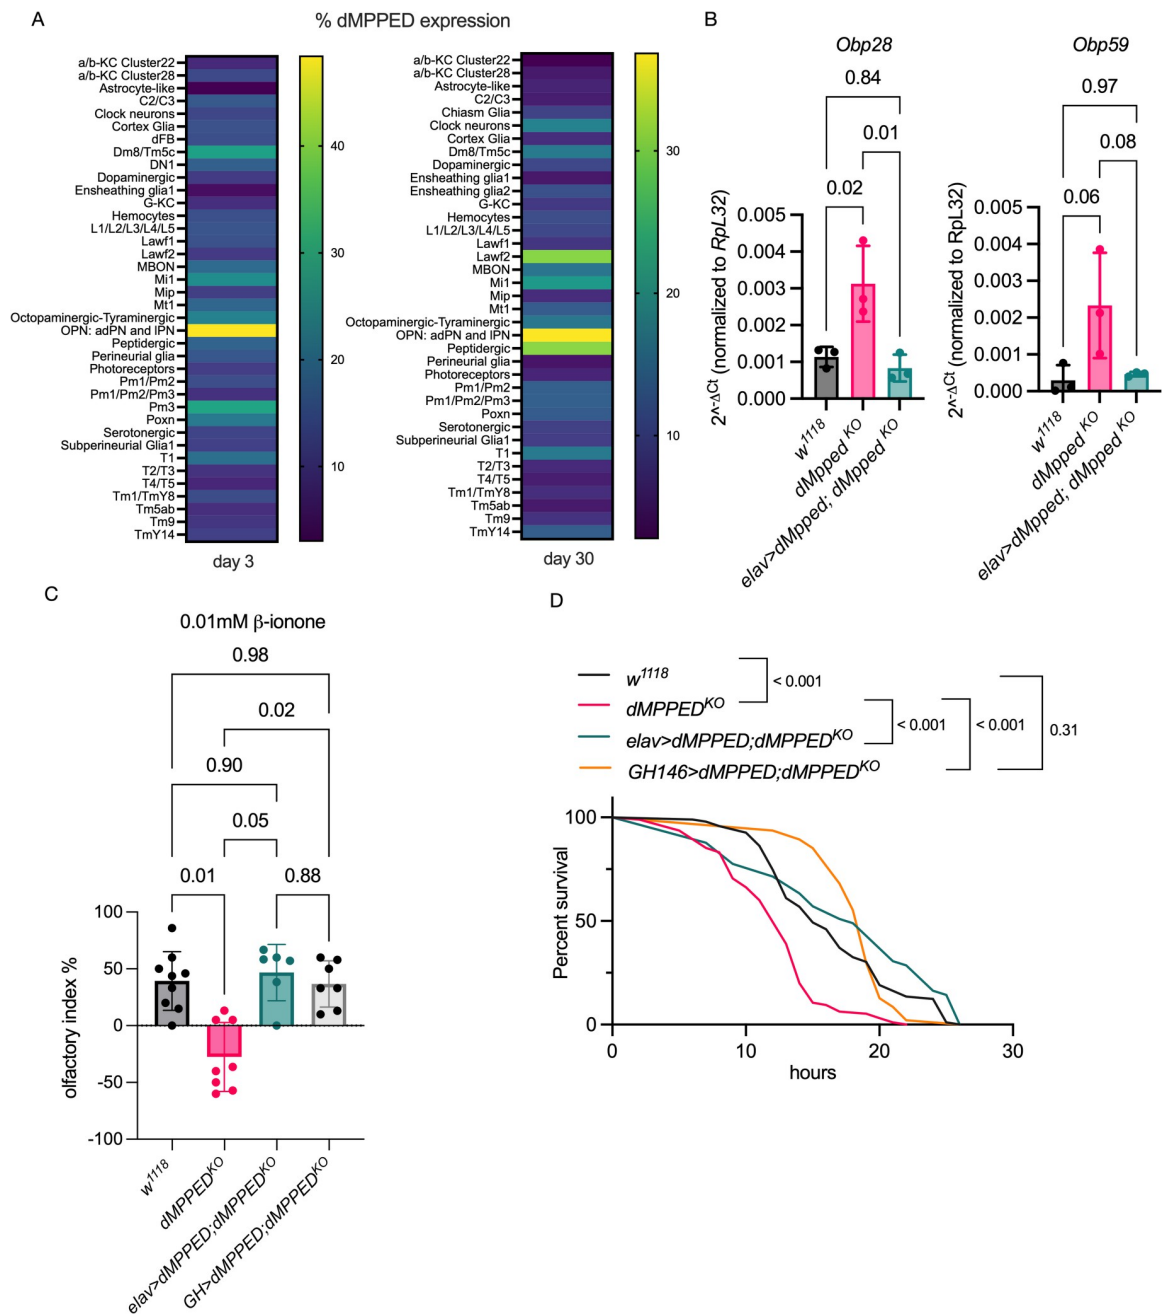 A
% dMPPED expression
a/b-KC Cluster22
a/b-KC Cluster28
Astrocyte-like
C2/C3
Clock neurons
Cortex Glia
dFB
Dm8/Tm5c
DN1
Dopaminergic
Ensheathing glia1
G-KC
Hemocytes
L1/L2/L3/L4/L5
Lawf1
Lawf2
MBON
Mi1
Mip
Mt1
Octopaminergic-Tyraminergic
OPN: adPN and lPN
Peptidergic
Perineurial glia
Photoreceptors
Pm1/Pm2
Pm1/Pm2/Pm3
Pm3
Poxn
Serotonergic
Subperineurial Glia1
T1
T2/T3
T4/T5
Tm1/TmY8
Tm5ab
Tm9
TmY14
day 3
40
30
20
10
a/b-KC Cluster22
a/b-KC Cluster28
Astrocyte-like
C2/C3
Chiasm Glia
Clock neurons
Cortex Glia
Dm8/Tm5c
Dopaminergic
Ensheathing glia1
Ensheathing glia2
G-KC
Hemocytes
L1/L2/L3/L4/L5
Lawf1
Lawf2
MBON
Mi1
Mip
Mt1
Octopaminergic-Tyraminergic
OPN: adPN and lPN
Peptidergic
Perineurial glia
Photoreceptors
Pm1/Pm2
Pm1/Pm2/Pm3
Poxn
Serotonergic
Subperineurial Glia1
T1
T2/T3
T4/T5
Tm1/TmY8
Tm5ab
Tm9
TmY14
day 30
30
20
10
B
Obp28
0.84
0.01
0.02
2^-ΔCt (normalized to RpL32)
0.005
0.004
0.003
0.002
0.001
0.000
w1118
dMpped KO
elav>dMpped; dMpped KO
Obp59
0.97
0.08
0.06
2^-ΔCt (normalized to RpL32)
0.005
0.004
0.003
0.002
0.001
0.000
w1118
dMpped KO
elav>dMpped; dMpped KO
C
0.01mM β-ionone
0.98
0.02
0.90
0.05
0.01
0.88
olfactory index %
100
50
0
-50
-100
w1118
dMPPEDKO
elav>dMPPED;dMPPEDKO
GH>dMPPED;dMPPEDKO
D
w1118
dMPPEDKO
elav>dMPPED;dMPPEDKO
GH146>dMPPED;dMPPEDKO
< 0.001
< 0.001
< 0.001
0.31
Percent survival
100
50
0
0
10
20
30
hours